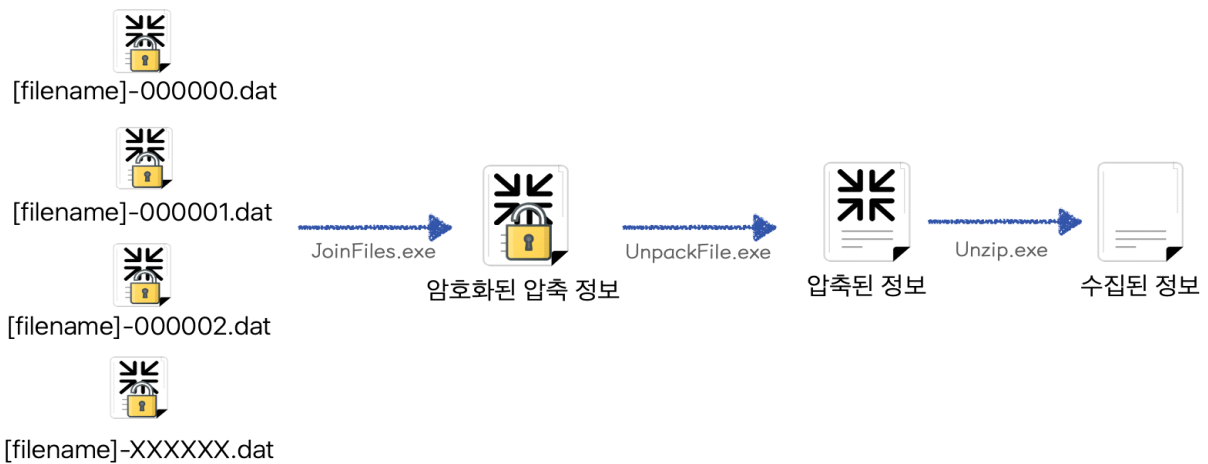 [filename]-000000.dat
[filename]-000001.dat
[filename]-000002.dat
[filename]-XXXXXX.dat
JoinFiles.exe
암호화된 압축 정보
UnpackFile.exe
압축된 정보
Unzip.exe
수집된 정보